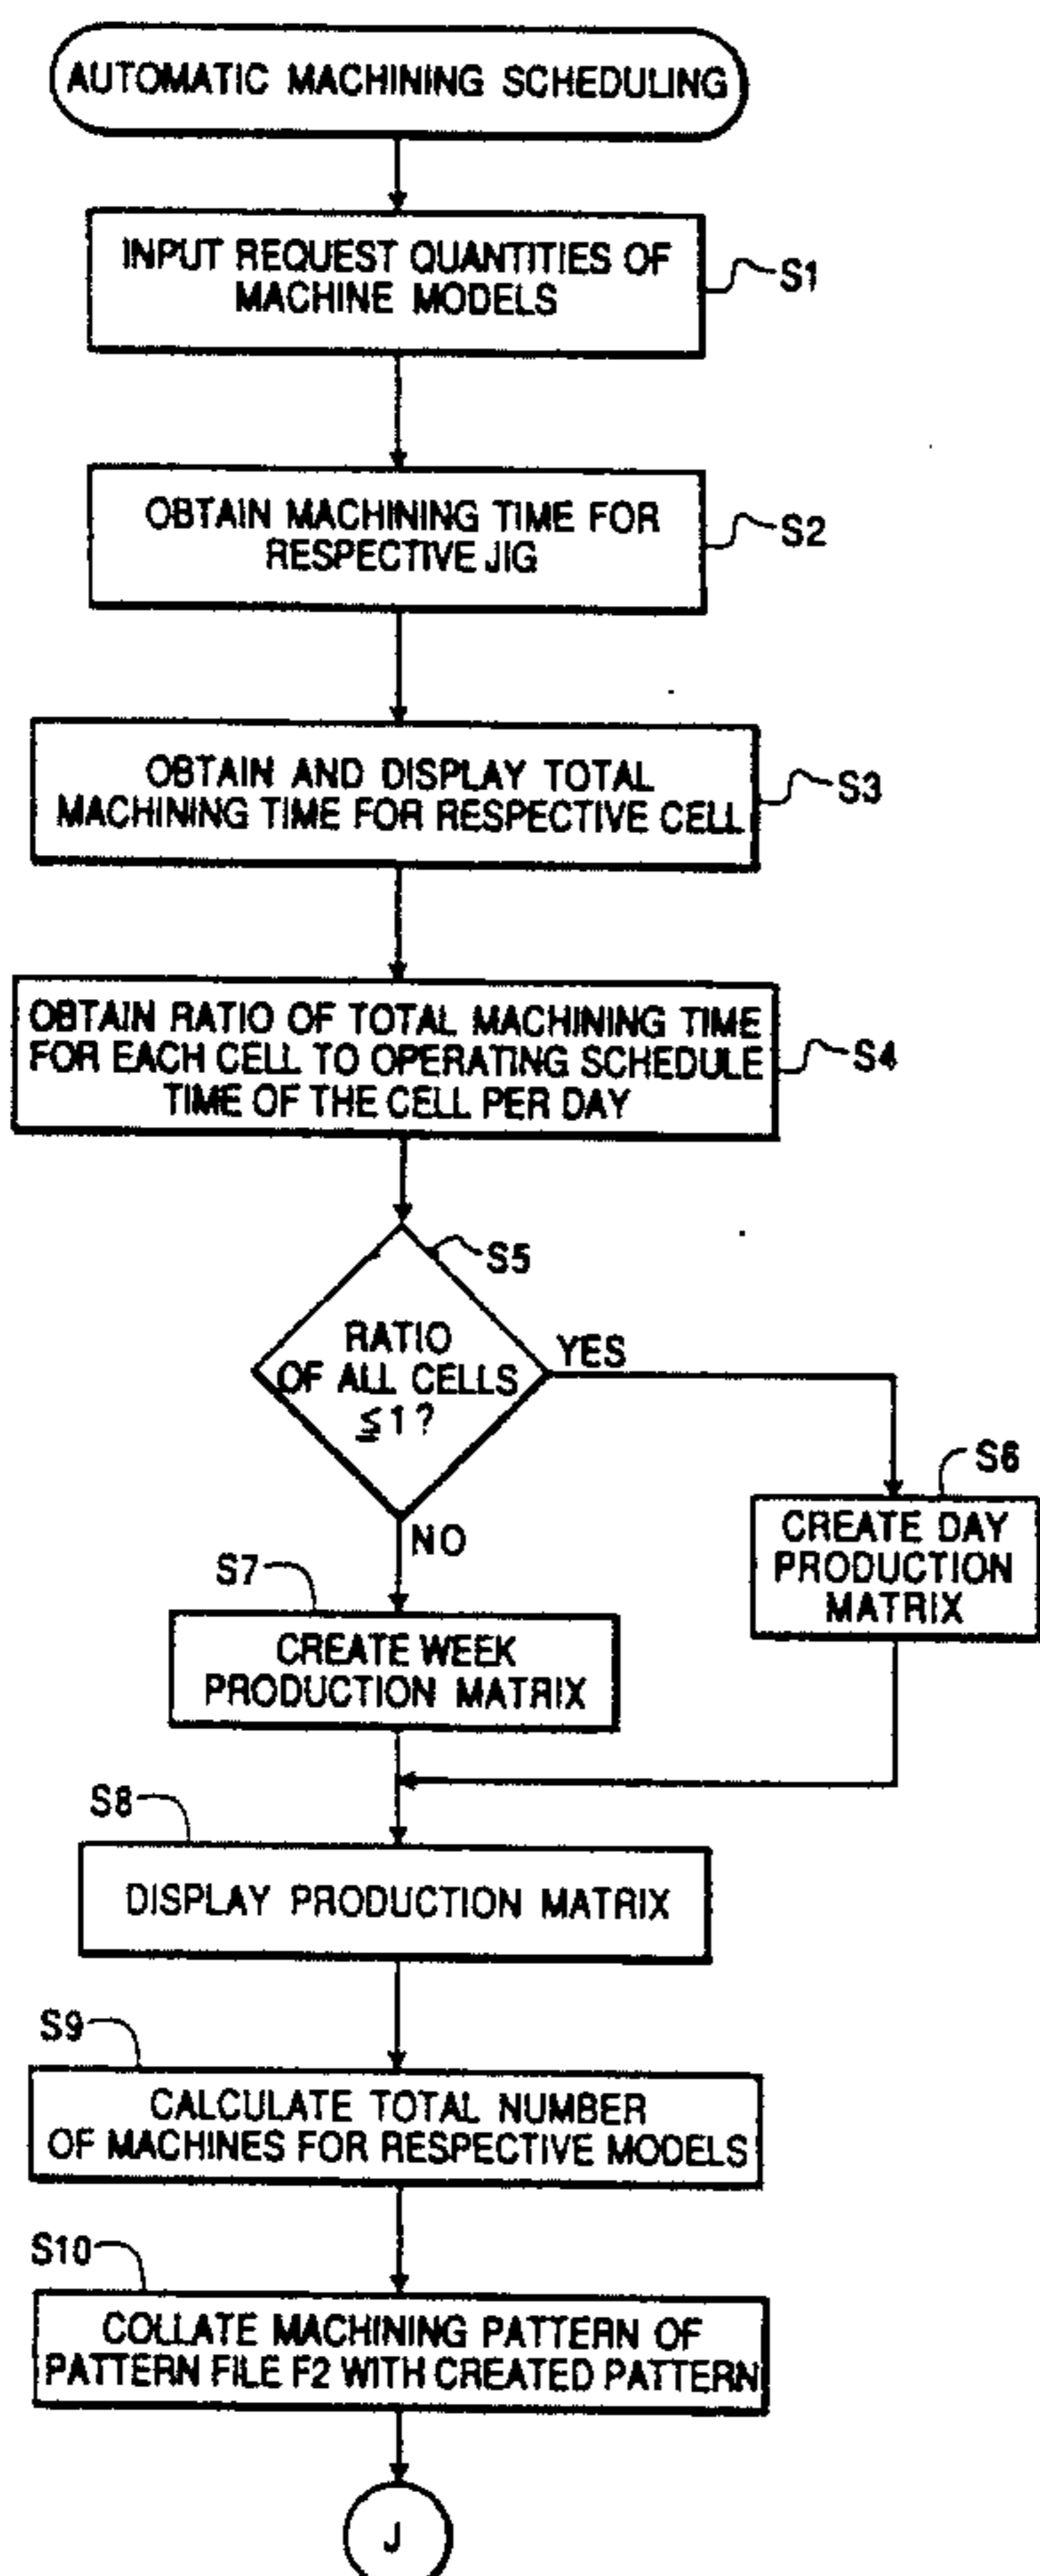 AUTOMATIC MACHINING SCHEDULING
INPUT REQUEST QUANTITIES OF
MACHINE MODELS
S1
OBTAIN MACHINING TIME FOR
RESPECTIVE JIG
S2
OBTAIN AND DISPLAY TOTAL
MACHINING TIME FOR RESPECTIVE CELL
S3
OBTAIN RATIO OF TOTAL MACHINING TIME
FOR EACH CELL TO OPERATING SCHEDULE
TIME OF THE CELL PER DAY
S4
S5
RATIO
OF ALL CELLS
≦1?
YES
NO
S6
CREATE DAY
PRODUCTION
MATRIX
S7
CREATE WEEK
PRODUCTION MATRIX
S8
DISPLAY PRODUCTION MATRIX
S9
CALCULATE TOTAL NUMBER
OF MACHINES FOR RESPECTIVE MODELS
S10
COLLATE MACHINING PATTERN OF
PATTERN FILE F2 WITH CREATED PATTERN
J